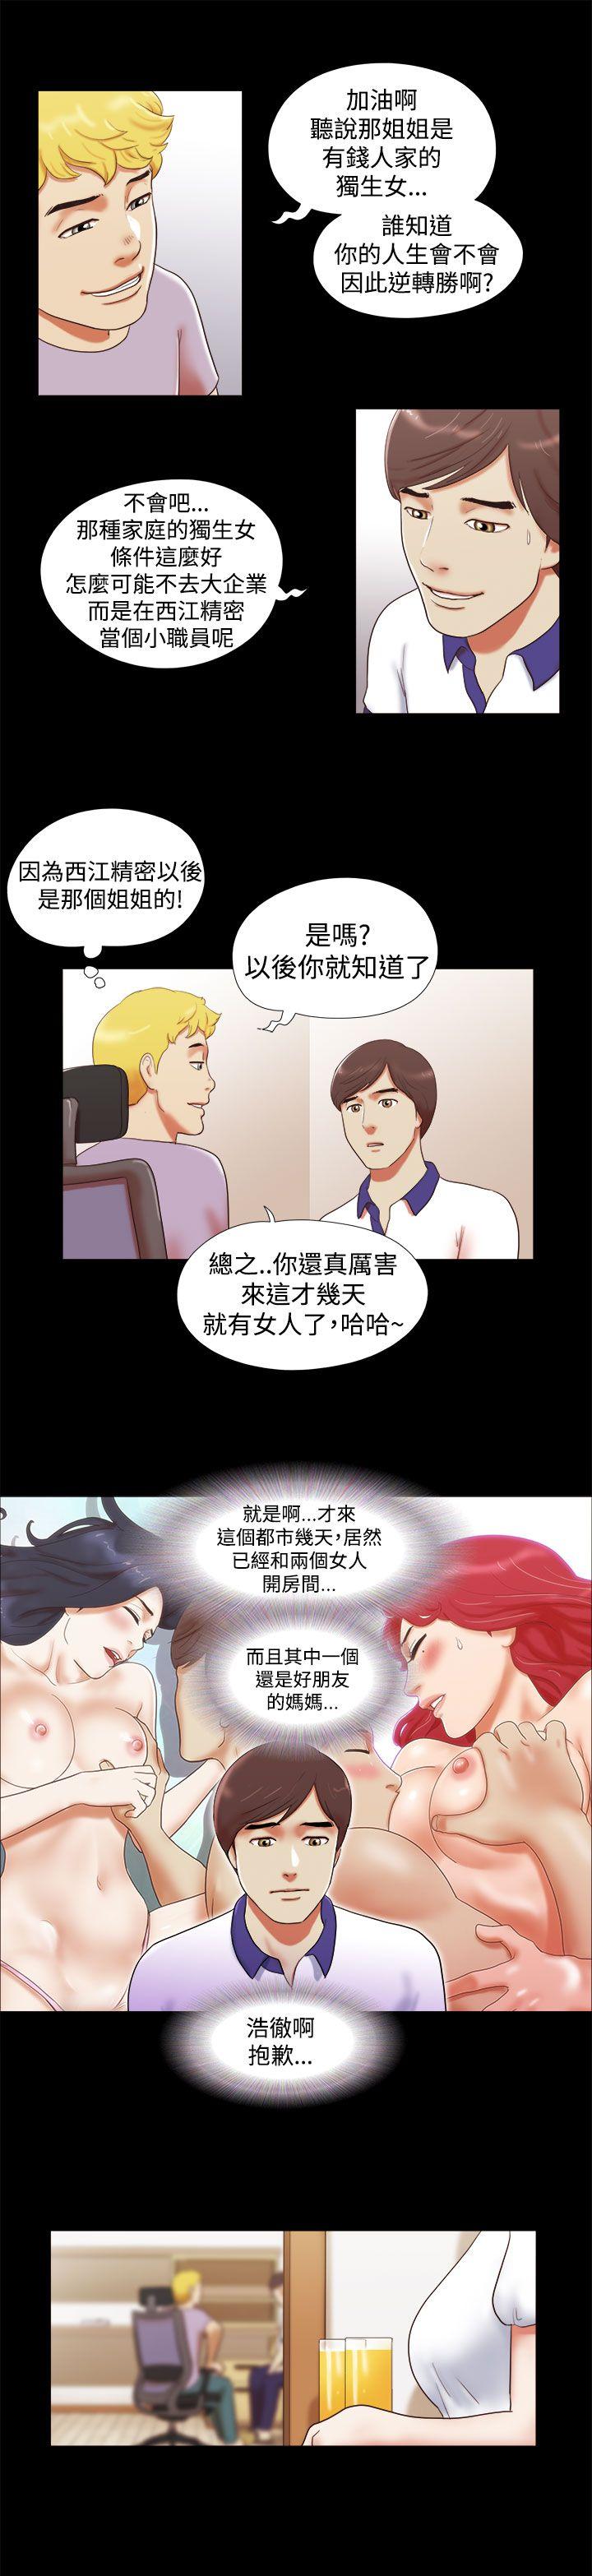 加油啊
聽說那姐姐是
有錢人家的
獨生女...
誰知道
你的人生會不會
因此逆轉勝啊?
不會吧...
那種家庭的獨生女
條件這麼好
怎麼可能不去大企業
而是在西江精密
當個小職員呢
因為西江精密以後
是那個姐姐的!
是嗎?
以後你就知道了
總之..你還真厲害
來這才幾天
就有女人了,哈哈~
就是啊...才來
這個都市幾天,居然
已經和兩個女人
開房間...
而且其中一個
還是好朋友
的媽媽...
浩徹啊
抱歉...